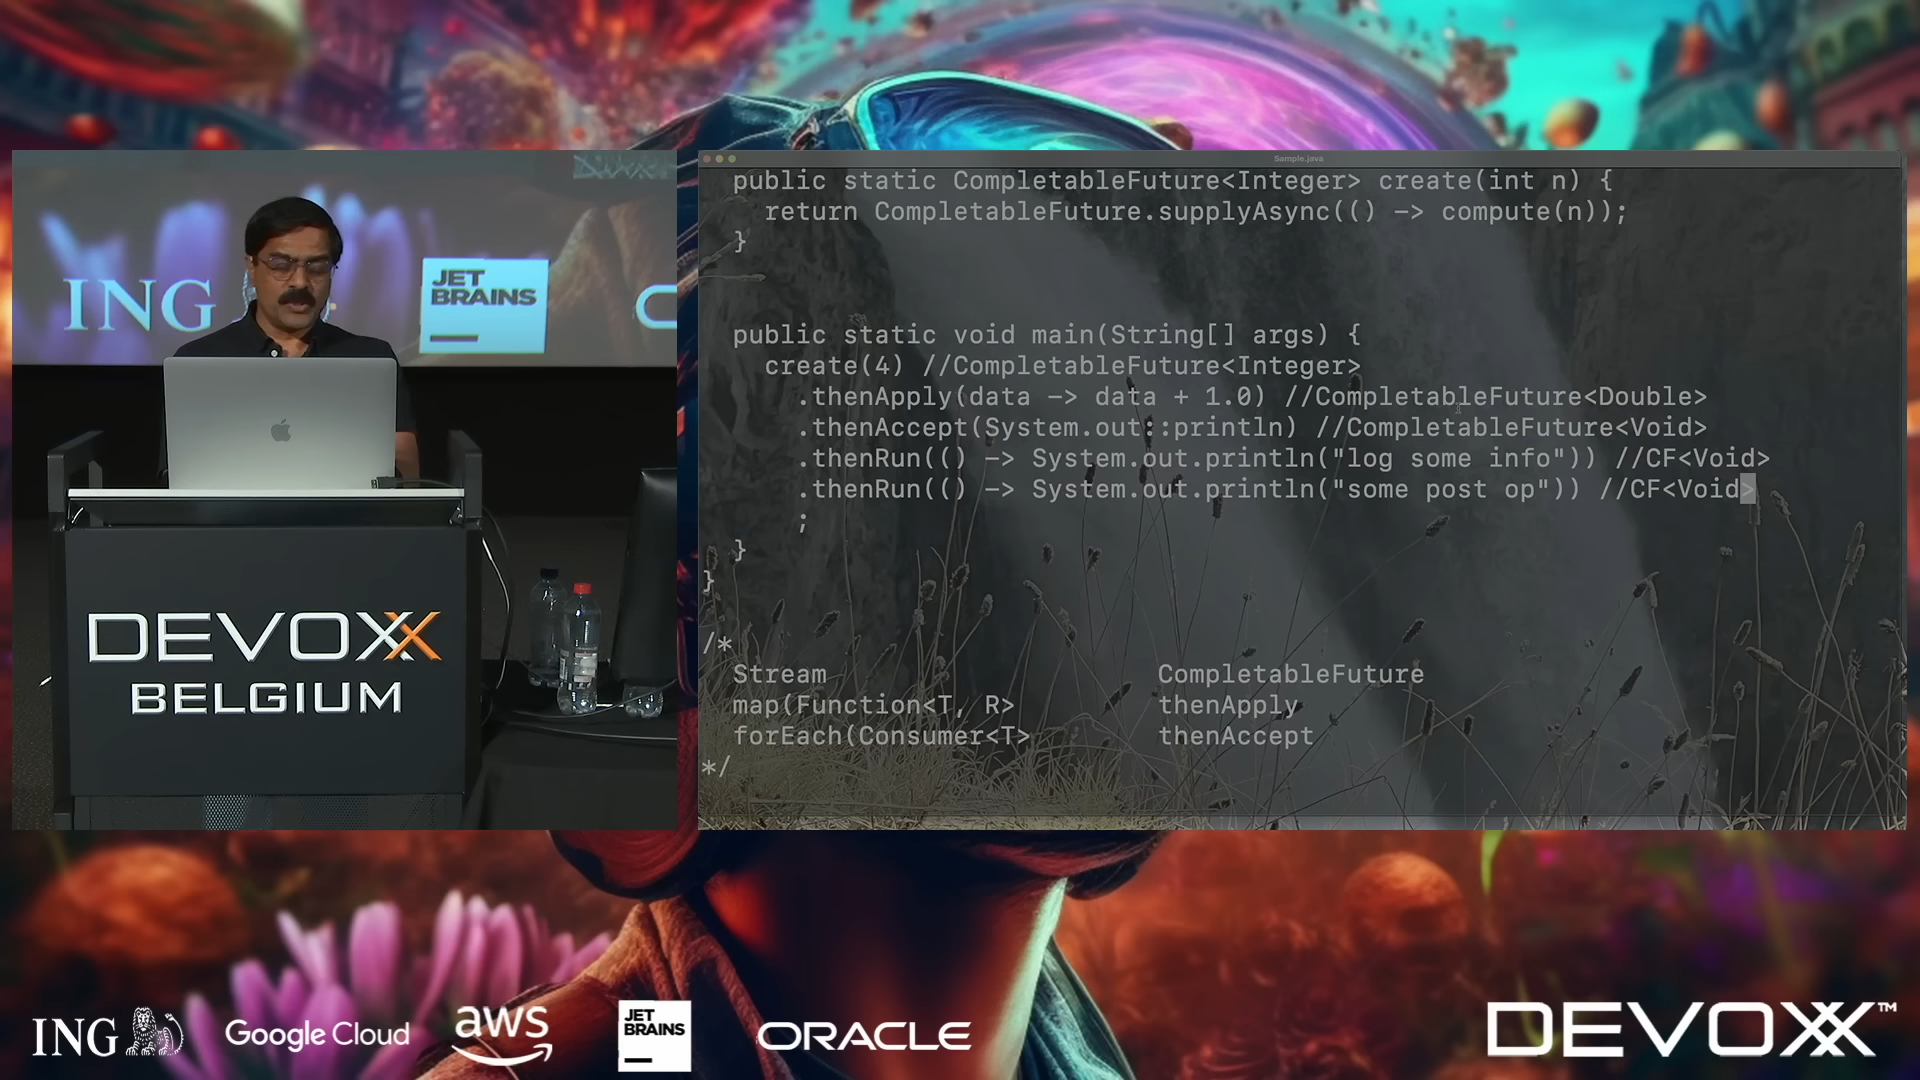 ING
JET
BRAINS
DEVOXX
BELGIUM
Sample.java
public static CompletableFuture<Integer> create(int n) {
return CompletableFuture.supplyAsync(() -> compute(n));
}
public static void main(String[] args) {
create(4) //CompletableFuture<Integer>
.thenApply(data -> data + 1.0) //CompletableFuture<Double>
.thenAccept(System.out::println) //CompletableFuture<Void>
.thenRun(() -> System.out.println("log some info")) //CF<Void>
.thenRun(() -> System.out.println("some post op")) //CF<Void>
;
}
}
/*
Stream CompletableFuture
map(Function<T, R> thenApply
forEach(Consumer<T> thenAccept
*/
ING
Google Cloud
aws
JET
BRAINS
ORACLE
DEVOXX™